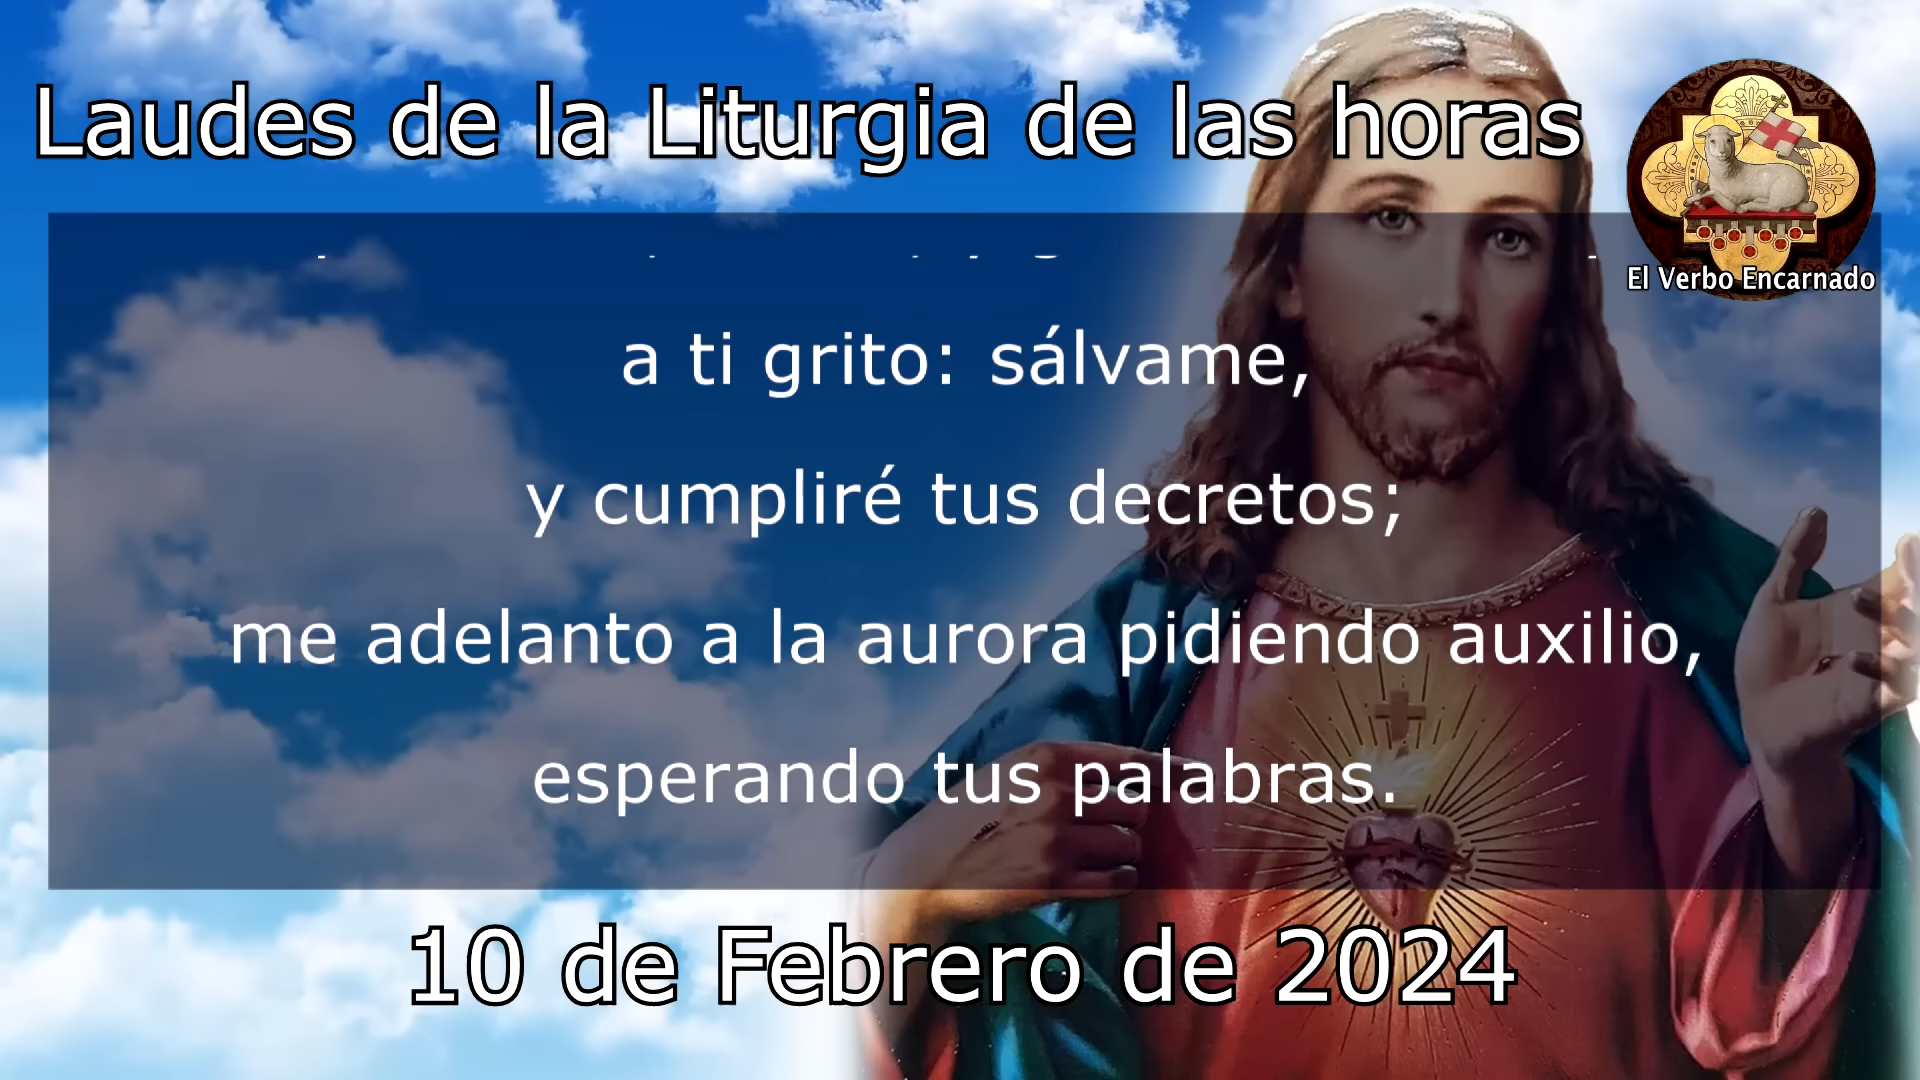 Laudes de la Liturgia de las horas
El Verbo Encarnado
a ti grito: sálvame,
y cumpliré tus decretos;
me adelanto a la aurora pidiendo auxilio,
esperando tus palabras.
10 de Febrero de 2024